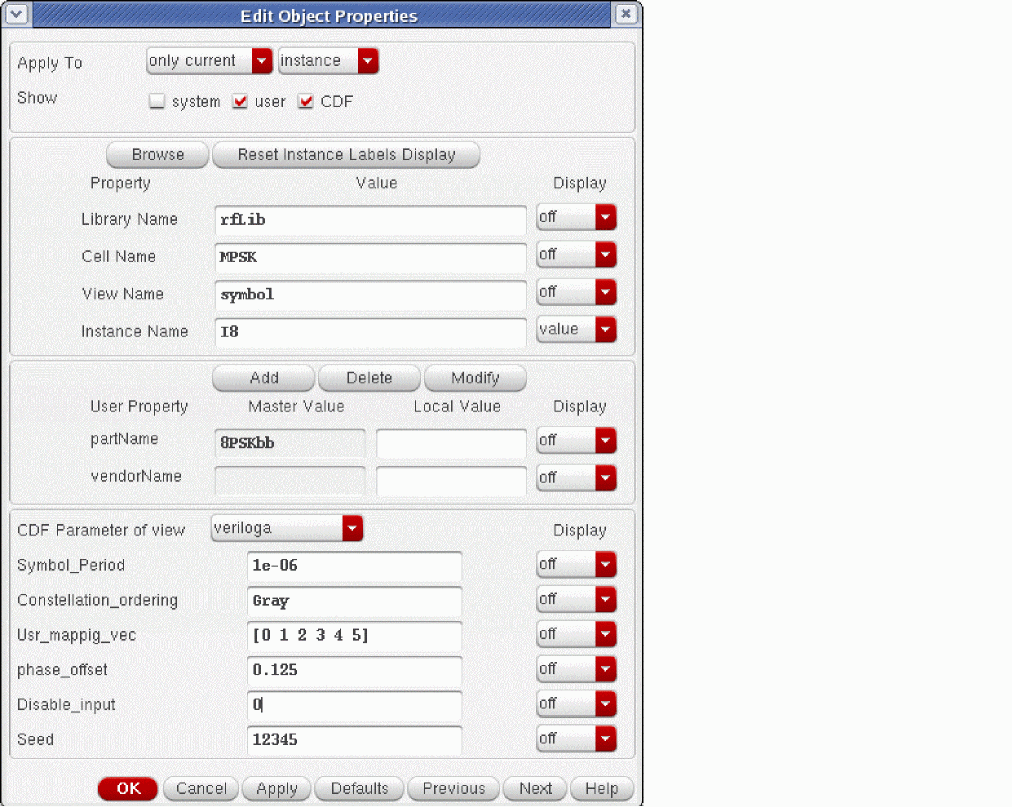 Edit Object Properties
Apply To only current instance
Show system user CDF
Browse Reset Instance Labels Display
Property Value Display
Library Name rfLib off
Cell Name MPSK off
View Name symbol off
Instance Name I8 value
Add Delete Modify
User Property Master Value Local Value Display
partName 8PSKbb off
vendorName off
CDF Parameter of view veriloga Display
Symbol_Period 1e-06 off
Constellation_ordering Gray off
Usr_mappig_vec [0 1 2 3 4 5] off
phase_offset 0.125 off
Disable_input 0 off
Seed 12345 off
OK Cancel Apply Defaults Previous Next Help